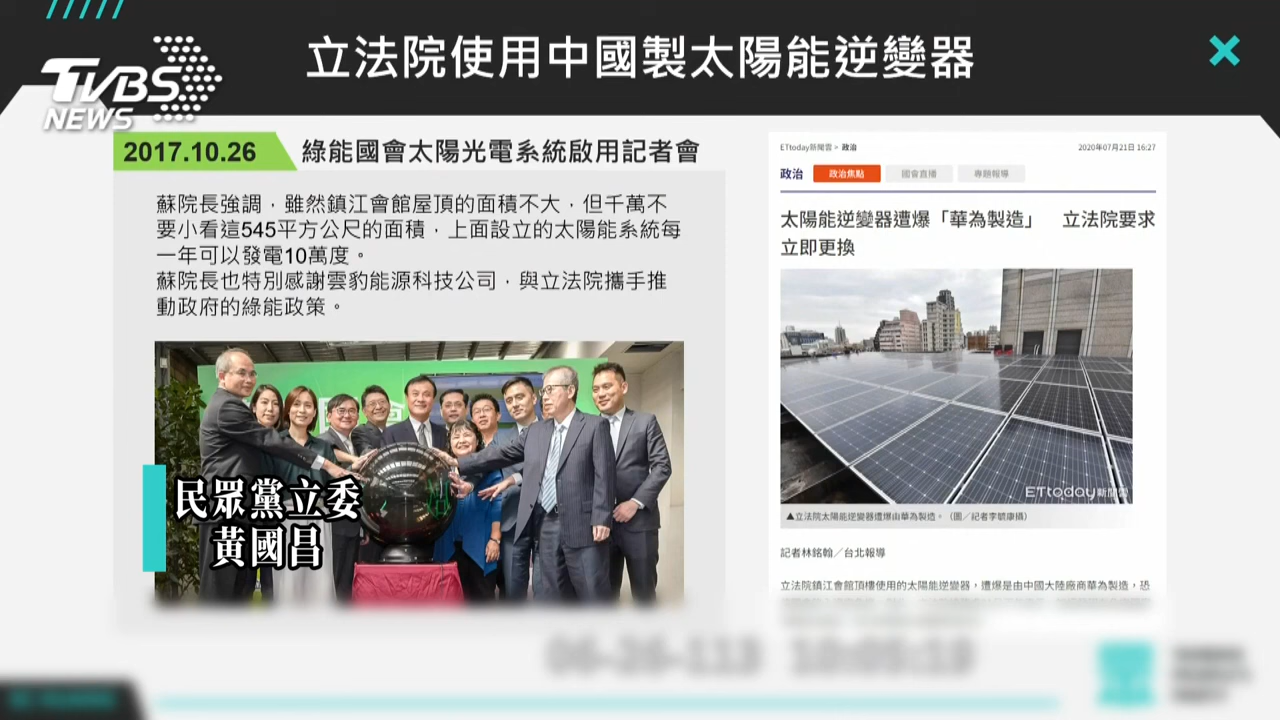 立法院使用中國製太陽能逆變器
TVBS
NEWS
2017.10.26
綠能國會太陽光電系統啟用記者會
蘇院長強調，雖然鎮江會館屋頂的面積不大，但千萬不
要小看這545平方公尺的面積，上面設立的太陽能系統每
一年可以發電10萬度。
蘇院長也特別感謝雲豹能源科技公司，與立法院攜手推
動政府的綠能政策。
民眾黨立委
黃國昌
ETtoday新聞雲 > 政治
2020年07月21日 16:27
政治
政治焦點
國會直播
專題報導
太陽能逆變器遭爆「華為製造」 立法院要求
立即更換
ETtoday新聞雲
▲立法院太陽能逆變器遭爆由華為製造。（圖／記者李毓康攝）
記者林銘翰／台北報導
立法院鎮江會館頂樓使用的太陽能逆變器，遭爆是由中國大陸廠商華為製造，恐
06-26-113 10:05:19